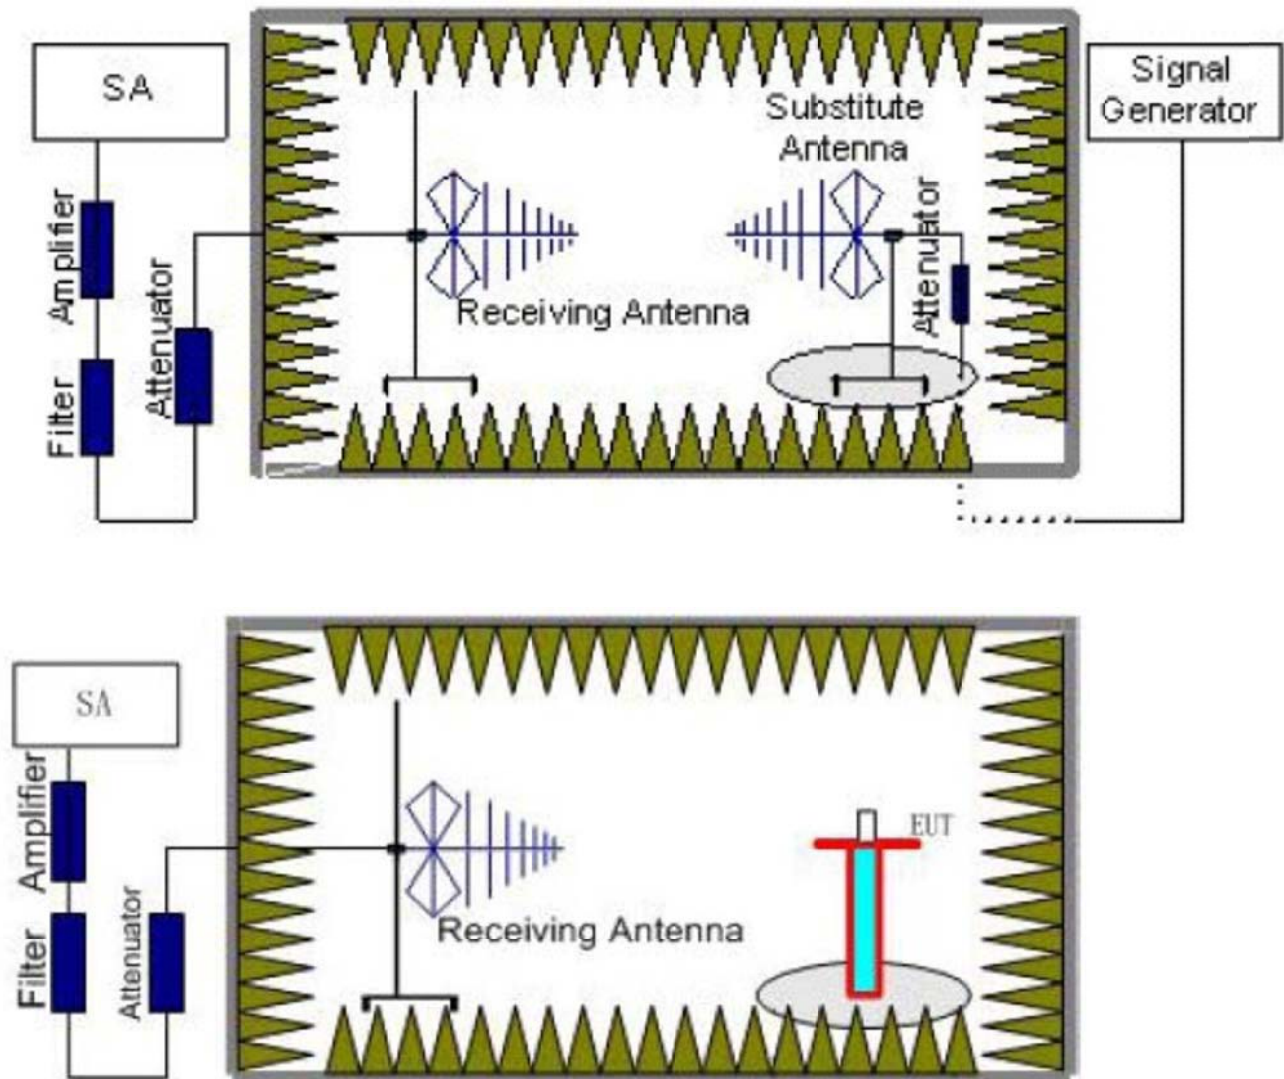 SA
Signal
Generator
Substitute
Antenna
Amplifier
Attenuator
Attenuator
Receiving Antenna
Filter
SA
Amplifier
EUT
Receiving Antenna
Attenuator
Filter